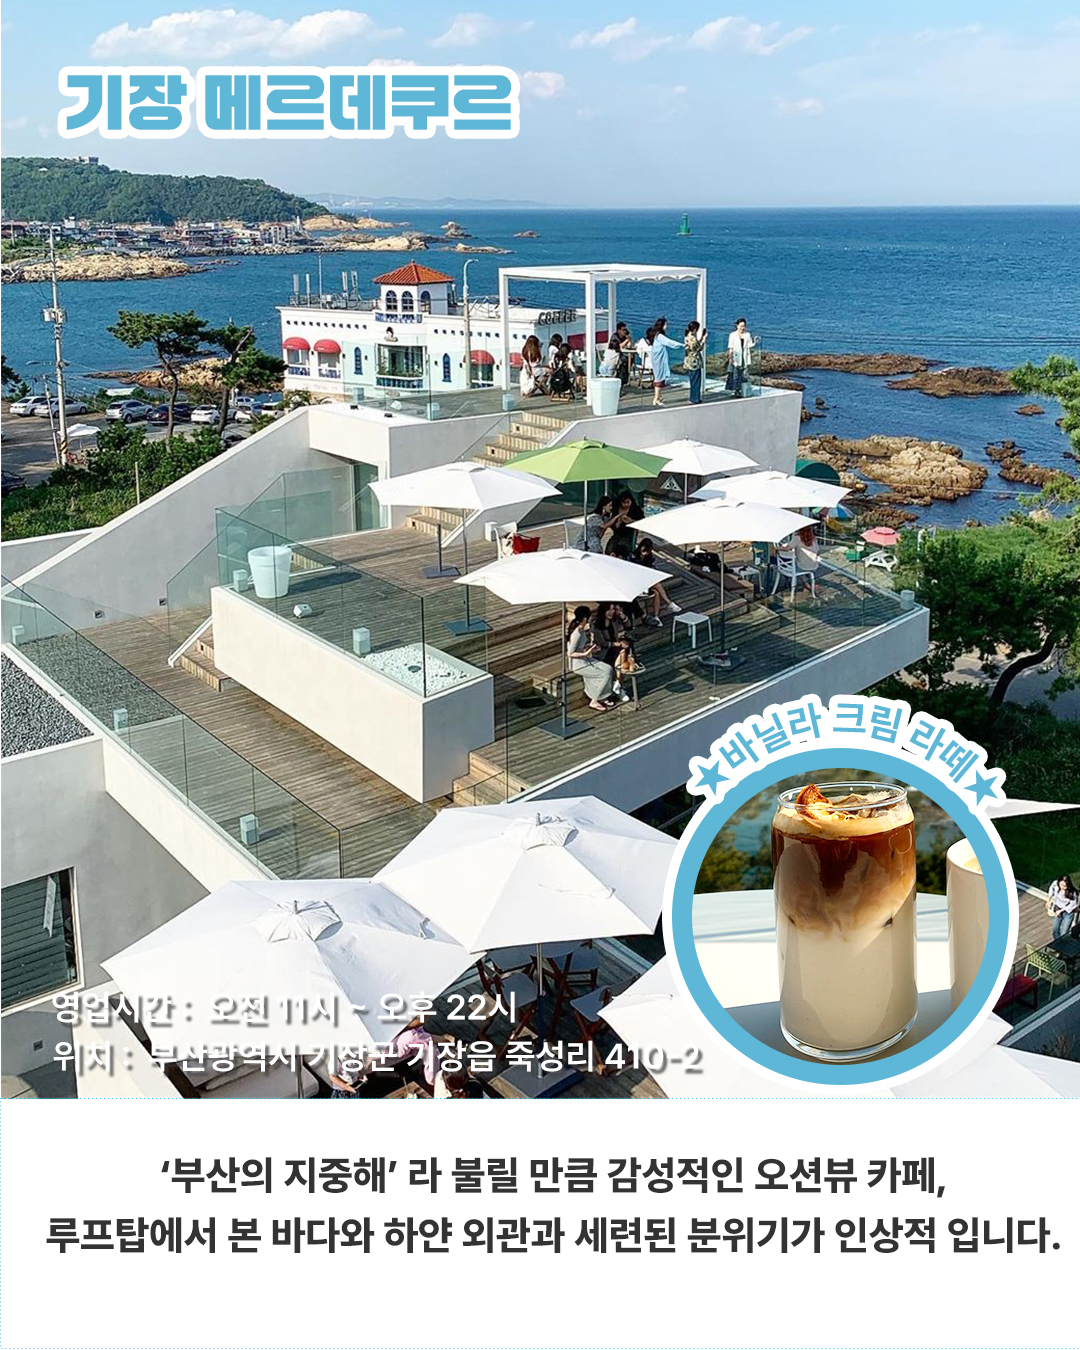 기장 메르데쿠르
COFFEE
★바닐라 크림 라떼★
영업시간 : 오전 11시 ~ 오후 22시
위치 : 부산광역시 기장군 기장읍 죽성리 410-2
‘부산의 지중해’ 라 불릴 만큼 감성적인 오션뷰 카페,
루프탑에서 본 바다와 하얀 외관과 세련된 분위기가 인상적 입니다.